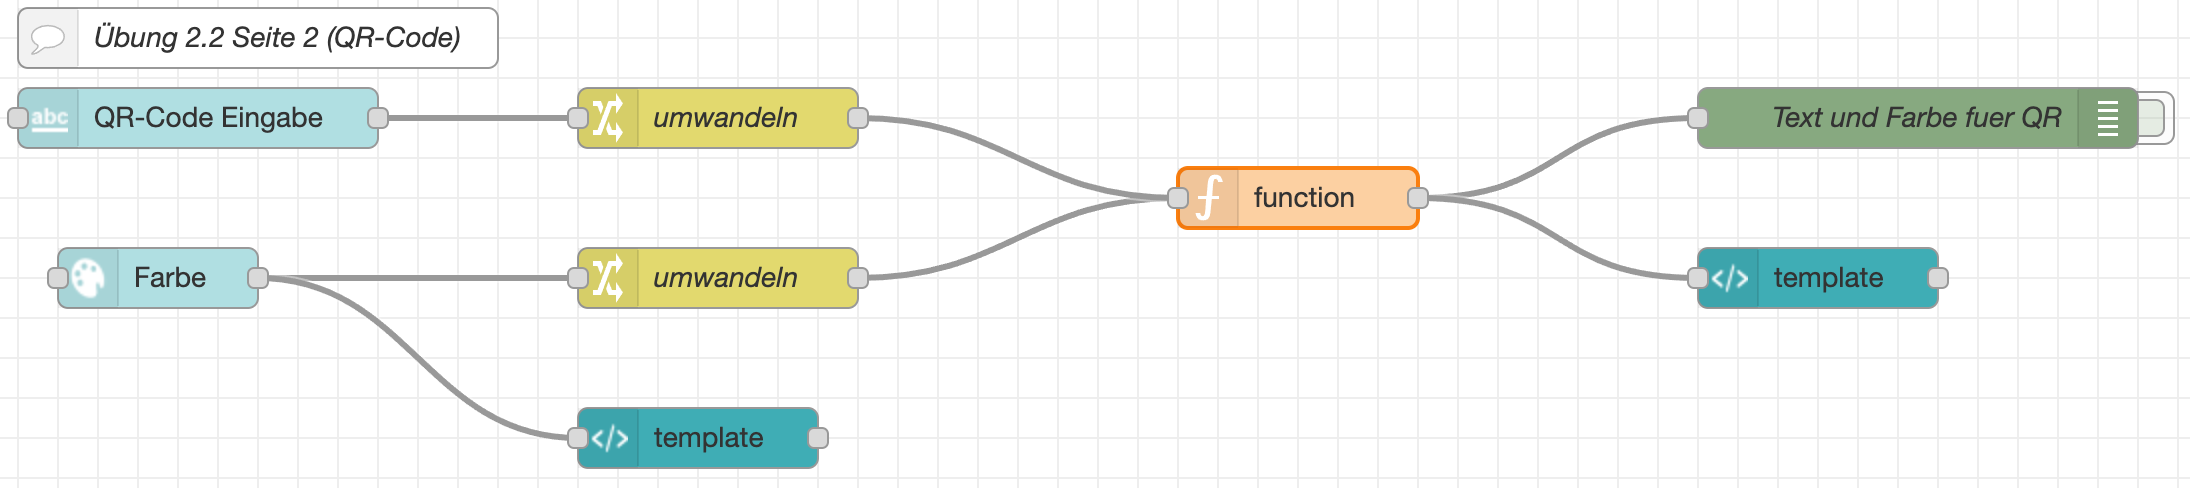 Übung 2.2 Seite 2 (QR-Code)
abc QR-Code Eingabe
umwandeln
Text und Farbe fuer QR
function
Farbe
umwandeln
</> template
</> template